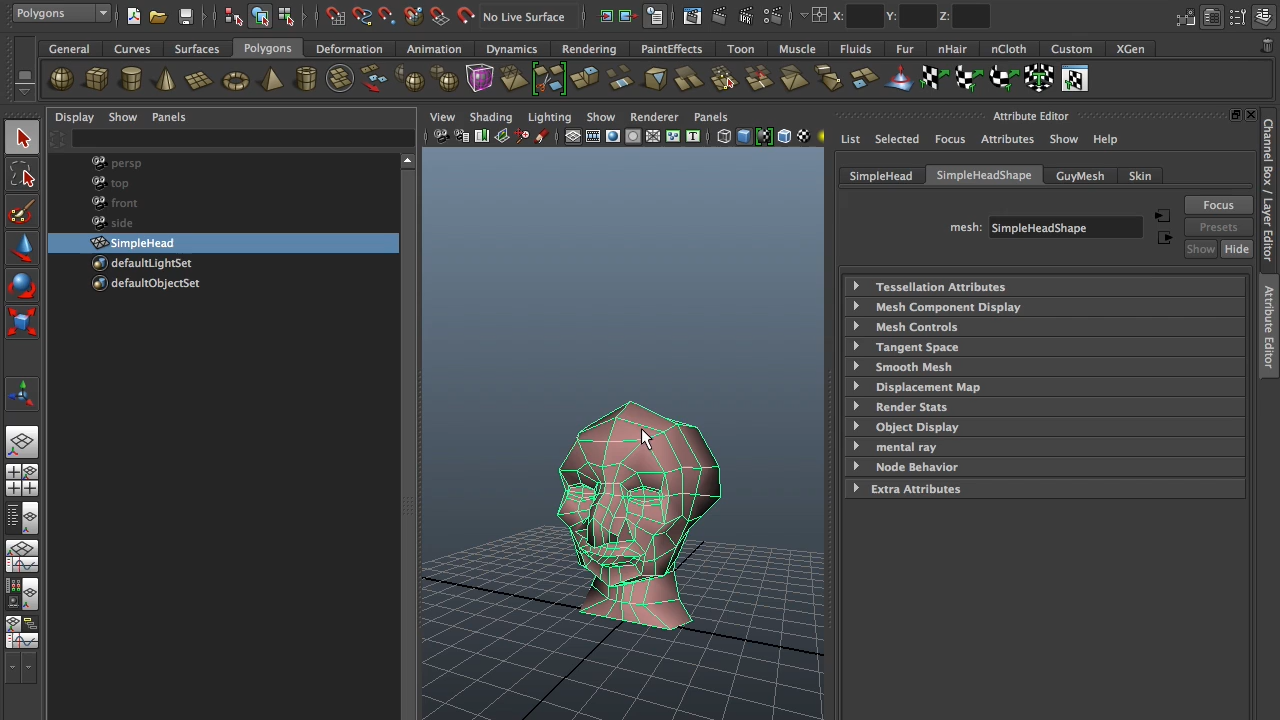 Polygons No Live Surface X: Y: Z:
General Curves Surfaces Polygons Deformation Animation Dynamics Rendering PaintEffects Toon Muscle Fluids Fur nHair nCloth Custom XGen
Display Show Panels
persp
top
front
side
SimpleHead
defaultLightSet
defaultObjectSet
View Shading Lighting Show Renderer Panels
Attribute Editor
List Selected Focus Attributes Show Help
SimpleHead SimpleHeadShape GuyMesh Skin
mesh: SimpleHeadShape
Focus
Presets
Show Hide
Tessellation Attributes
Mesh Component Display
Mesh Controls
Tangent Space
Smooth Mesh
Displacement Map
Render Stats
Object Display
mental ray
Node Behavior
Extra Attributes
Channel Box / Layer Editor
Attribute Editor